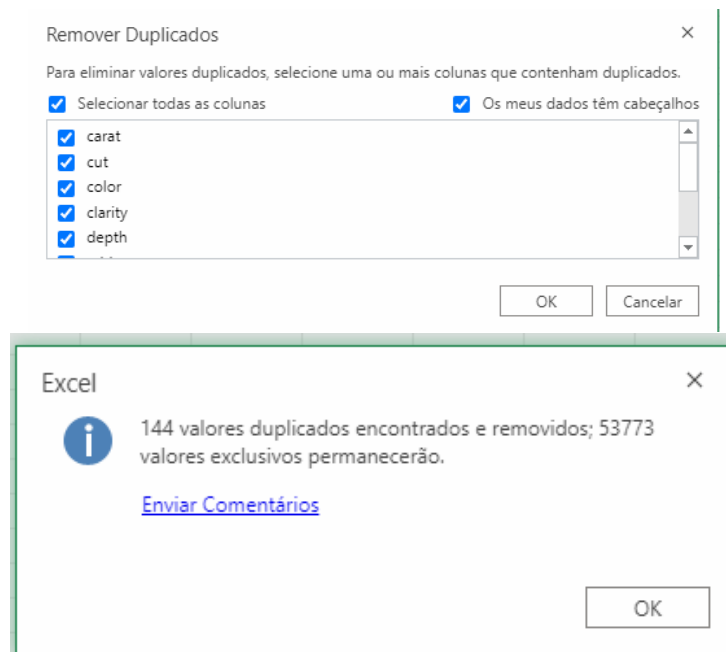 Remover Duplicados
Para eliminar valores duplicados, selecione uma ou mais colunas que contenham duplicados.
Selecionar todas as colunas
Os meus dados têm cabeçalhos
carat
cut
color
clarity
depth
OK
Cancelar
Excel
144 valores duplicados encontrados e removidos; 53773
valores exclusivos permanecerão.
Enviar Comentários
OK